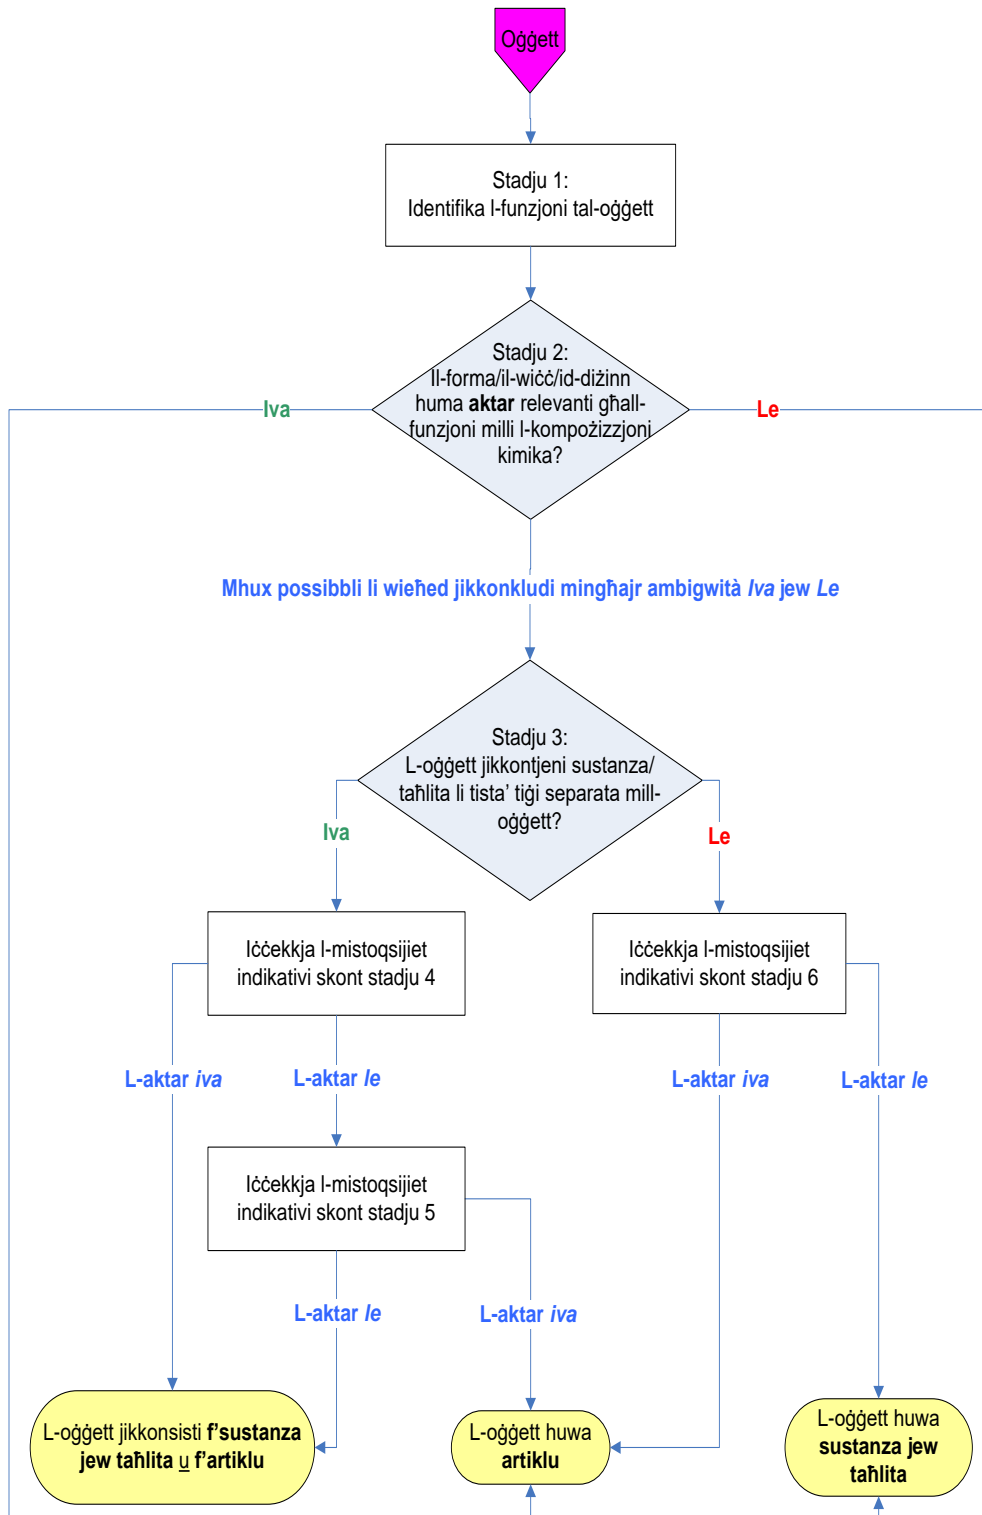 Oġġett
Stadju 1:
Identifika l-funzjoni tal-oġġett
Stadju 2:
Il-forma/il-wiċċ/id-diżinn
huma aktar relevanti għall-
funzjoni milli l-kompożizzjoni
kimika?
Iva
Le
Mhux possibbli li wieħed jikkonkludi mingħajr ambigwità Iva jew Le
Stadju 3:
L-oġġett jikkontjeni sustanza/
taħlita li tista’ tiġi separata mill-
oġġett?
Iva
Le
Iċċekkja l-mistoqsijiet
indikativi skont stadju 4
Iċċekkja l-mistoqsijiet
indikativi skont stadju 6
L-aktar iva
L-aktar le
L-aktar iva
L-aktar le
Iċċekkja l-mistoqsijiet
indikativi skont stadju 5
L-aktar le
L-aktar iva
L-oġġett jikkonsisti f’sustanza
jew taħlita u f’artiklu
L-oġġett huwa
artiklu
L-oġġett huwa
sustanza jew
taħlita